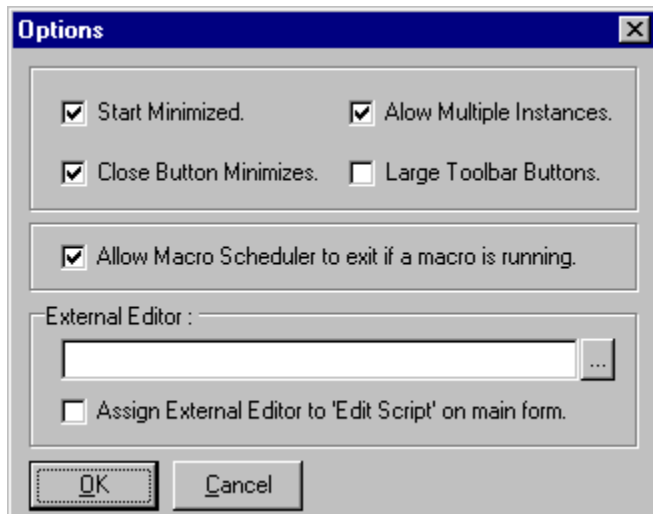 Options
Start Minimized. Alow Multiple Instances.
Close Button Minimizes. Large Toolbar Buttons.
Allow Macro Scheduler to exit if a macro is running.
External Editor :
...
Assign External Editor to 'Edit Script' on main form.
OK Cancel